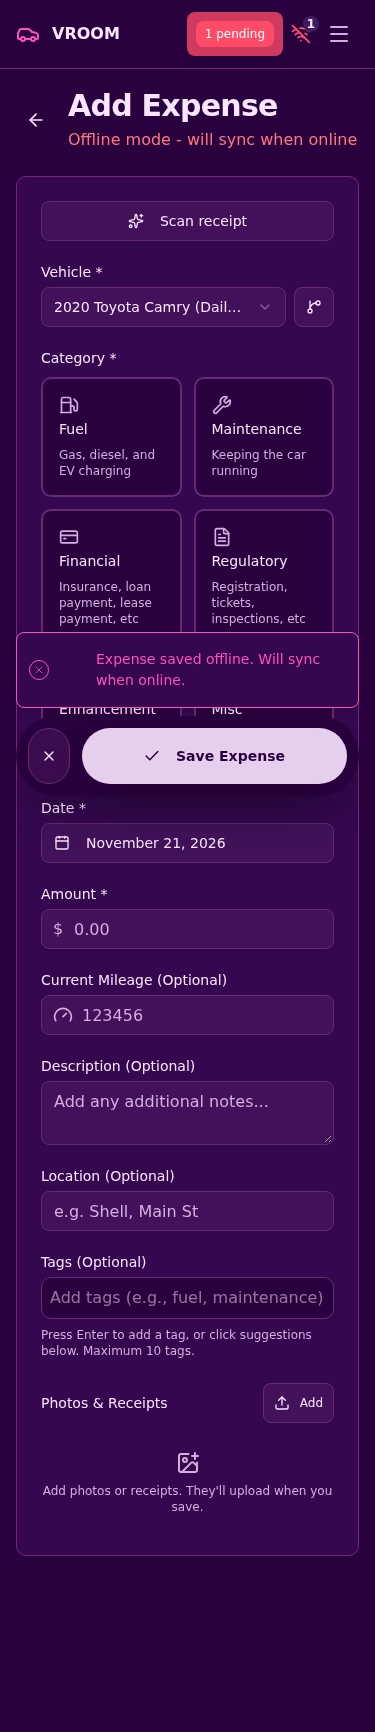 VROOM
1 pending
1
Add Expense
Offline mode - will sync when online
Scan receipt
Vehicle *
2020 Toyota Camry (Dail...
Category *
Fuel
Gas, diesel, and
EV charging
Maintenance
Keeping the car
running
Financial
Insurance, loan
payment, lease
payment, etc
Regulatory
Registration,
tickets,
inspections, etc
Expense saved offline. Will sync
when online.
Enhancement
Misc
Save Expense
Date *
November 21, 2026
Amount *
$ 0.00
Current Mileage (Optional)
123456
Description (Optional)
Add any additional notes...
Location (Optional)
e.g. Shell, Main St
Tags (Optional)
Add tags (e.g., fuel, maintenance)
Press Enter to add a tag, or click suggestions
below. Maximum 10 tags.
Photos & Receipts
Add
Add photos or receipts. They'll upload when you
save.